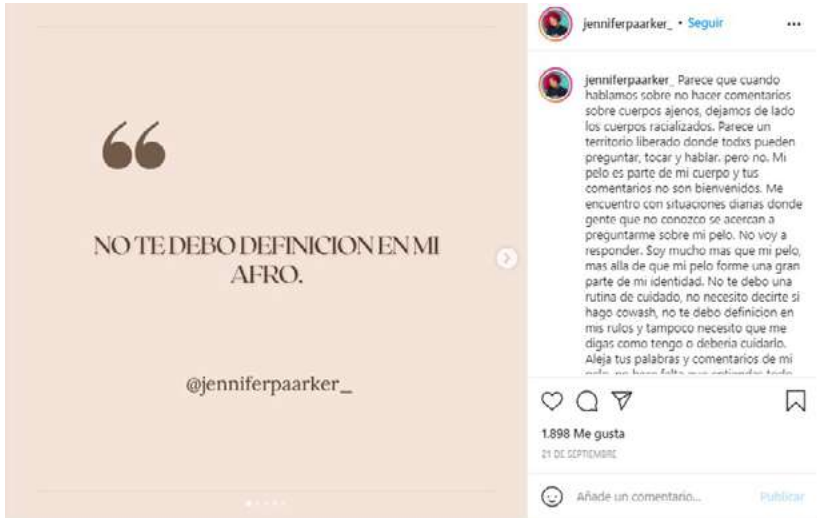 NO TE DEBO DEFINICION EN MI
AFRO.
@jenniferpaarker_
jenniferpaarker_ • Seguir
jenniferpaarker_ Parece que cuando
hablamos sobre no hacer comentarios
sobre cuerpos ajenos, dejamos de lado
los cuerpos racializados. Parece un
territorio liberado donde todxs pueden
preguntar, tocar y hablar. pero no. Mi
pelo es parte de mi cuerpo y tus
comentarios no son bienvenidos. Me
encuentro con situaciones diarias donde
gente que no conozco se acercan a
preguntarme sobre mi pelo. No voy a
responder. Soy mucho mas que mi pelo,
mas alla de que mi pelo forme una gran
parte de mi identidad. No te debo una
rutina de cuidado, no necesito decirte si
hago cowash, no te debo definicion en
mis rulos y tampoco necesito que me
digas como tengo o deberia cuidarlo.
Aleja tus palabras y comentarios de mi
1.898 Me gusta
21 DE SEPTIEMBRE
Añade un comentario...
Publicar